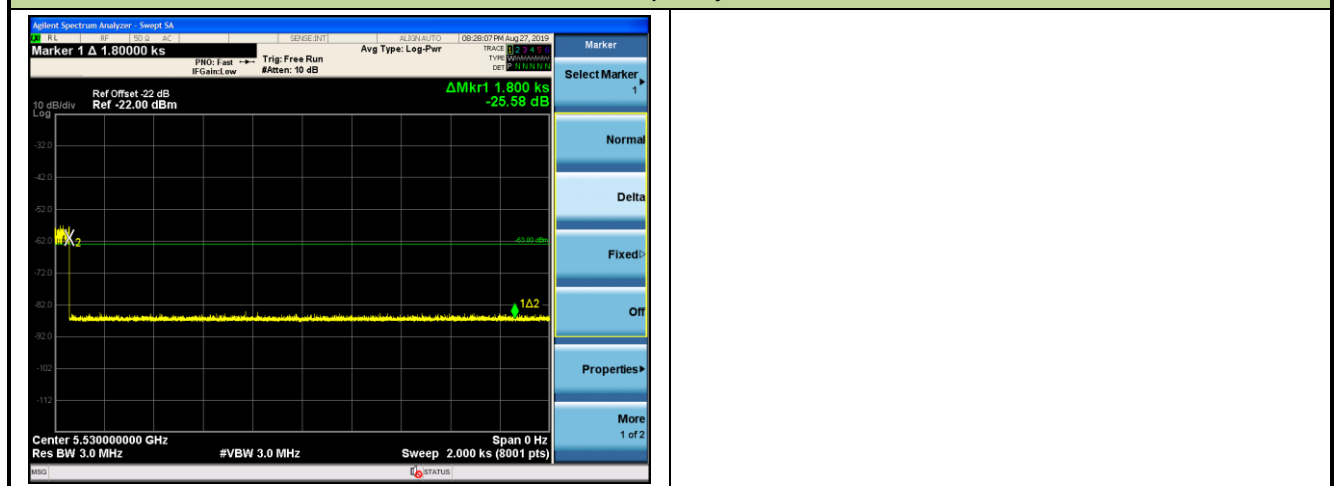 Agilent Spectrum Analyzer - Swept SA
RL RF 50 Ω AC SENSE:INT ALIGN AUTO 08:28:07 PM Aug 27, 2019
Marker 1 Δ 1.80000 ks
PNO: Fast
IFGain:Low
Trig: Free Run
#Atten: 10 dB
Avg Type: Log-Pwr
TRACE 1 2 3 4 5 6
TYPE
DET P N N N N N
Ref Offset -22 dB
10 dB/div Ref -22.00 dBm
Log
ΔMkr1 1.800 ks
-25.58 dB
-32.0
-42.0
-52.0
-62.0
-72.0
-82.0
-92.0
-102
-112
2
-63.00 dBm
1Δ2
Center 5.530000000 GHz
Res BW 3.0 MHz
#VBW 3.0 MHz
Span 0 Hz
Sweep 2.000 ks (8001 pts)
MSG
STATUS
Marker
Select Marker
1
Normal
Delta
Fixed
Off
Properties
More
1 of 2